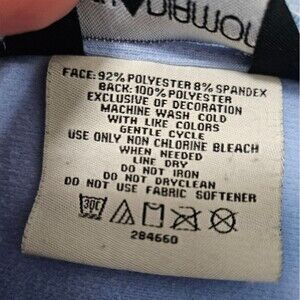 FACE: 92% POLYESTER 8% SPANDEX
BACK: 100% POLYESTER
EXCLUSIVE OF DECORATION
MACHINE WASH COLD
WITH LIKE COLORS
GENTLE CYCLE
USE ONLY NON CHLORINE BLEACH
WHEN NEEDED
LINE DRY
DO NOT IRON
DO NOT DRYCLEAN
DO NOT USE FABRIC SOFTENER
284660